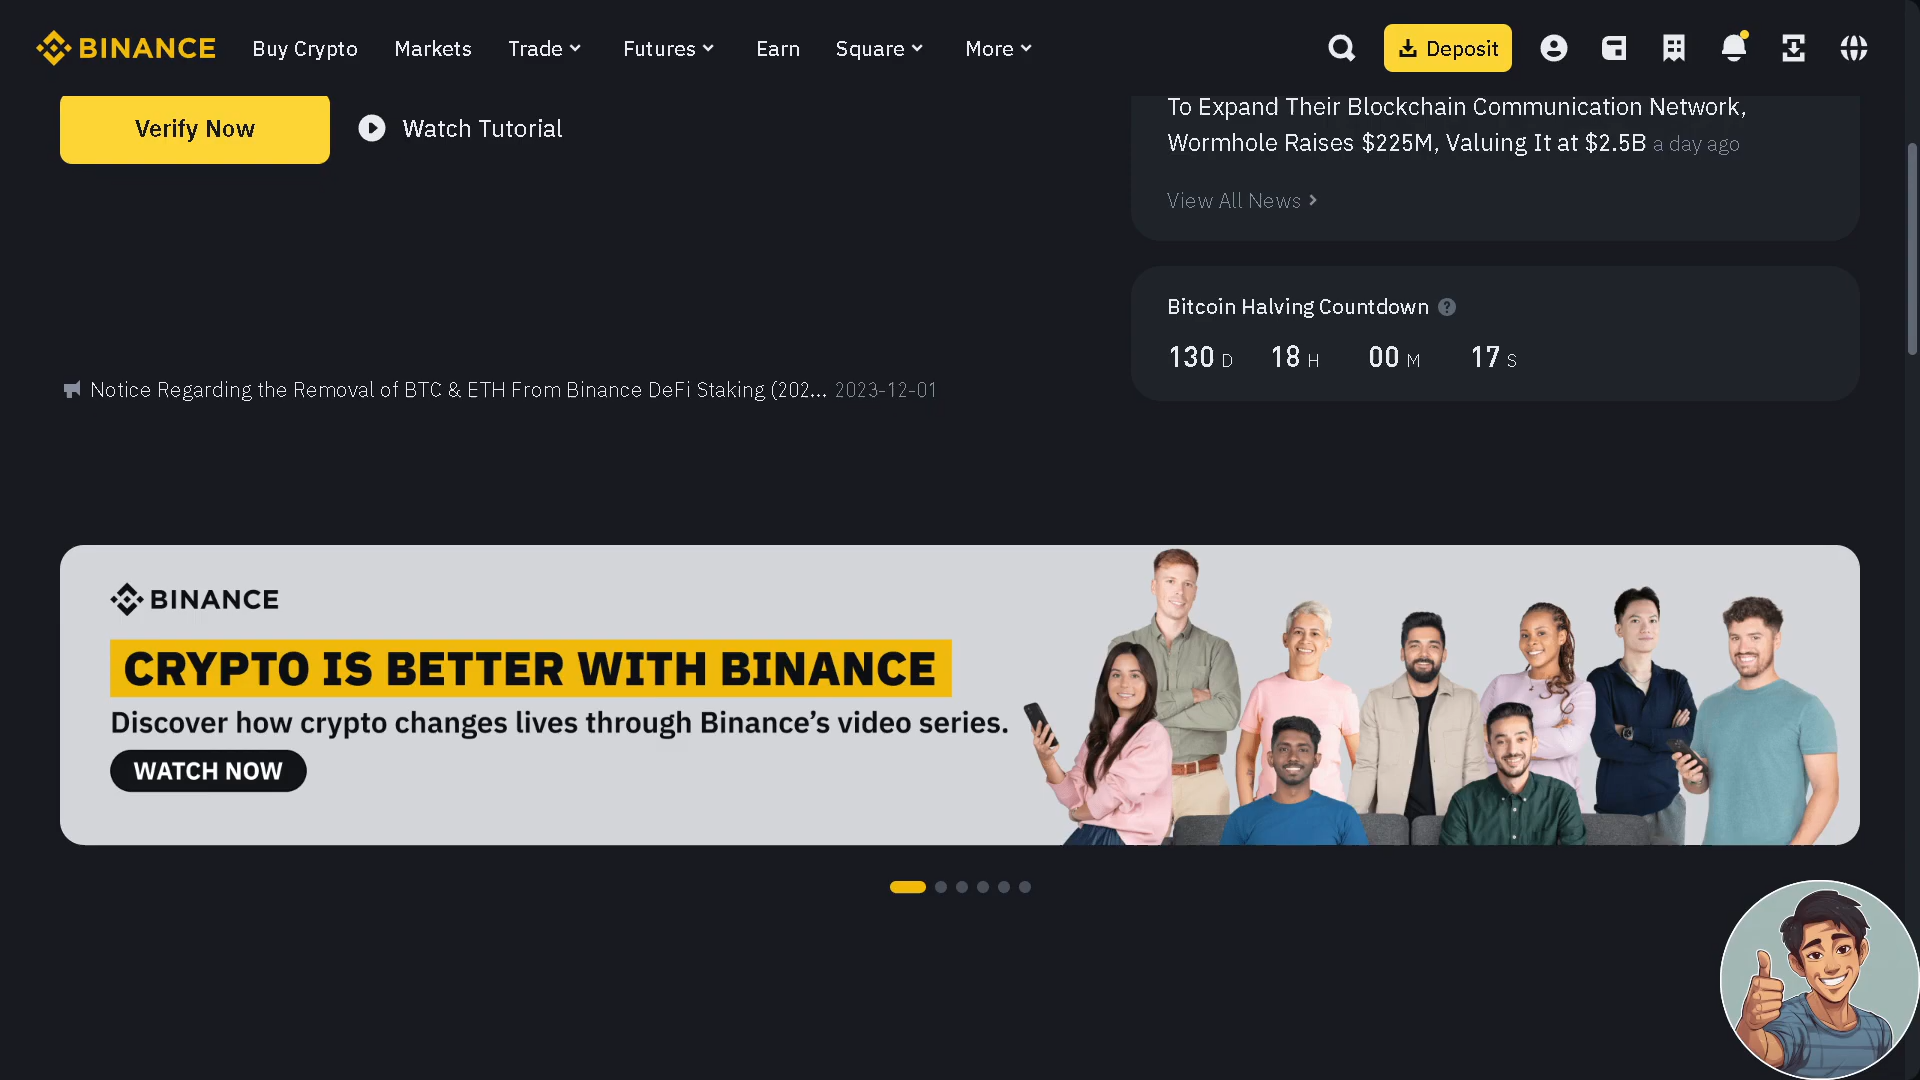 BINANCE
Buy Crypto
Markets
Trade
Futures
Earn
Square
More
Deposit
Verify Now
Watch Tutorial
To Expand Their Blockchain Communication Network,
Wormhole Raises $225M, Valuing It at $2.5B a day ago
View All News
Bitcoin Halving Countdown
130 D 18 H 00 M 17 S
Notice Regarding the Removal of BTC & ETH From Binance DeFi Staking (202... 2023-12-01
BINANCE
CRYPTO IS BETTER WITH BINANCE
Discover how crypto changes lives through Binance’s video series.
WATCH NOW